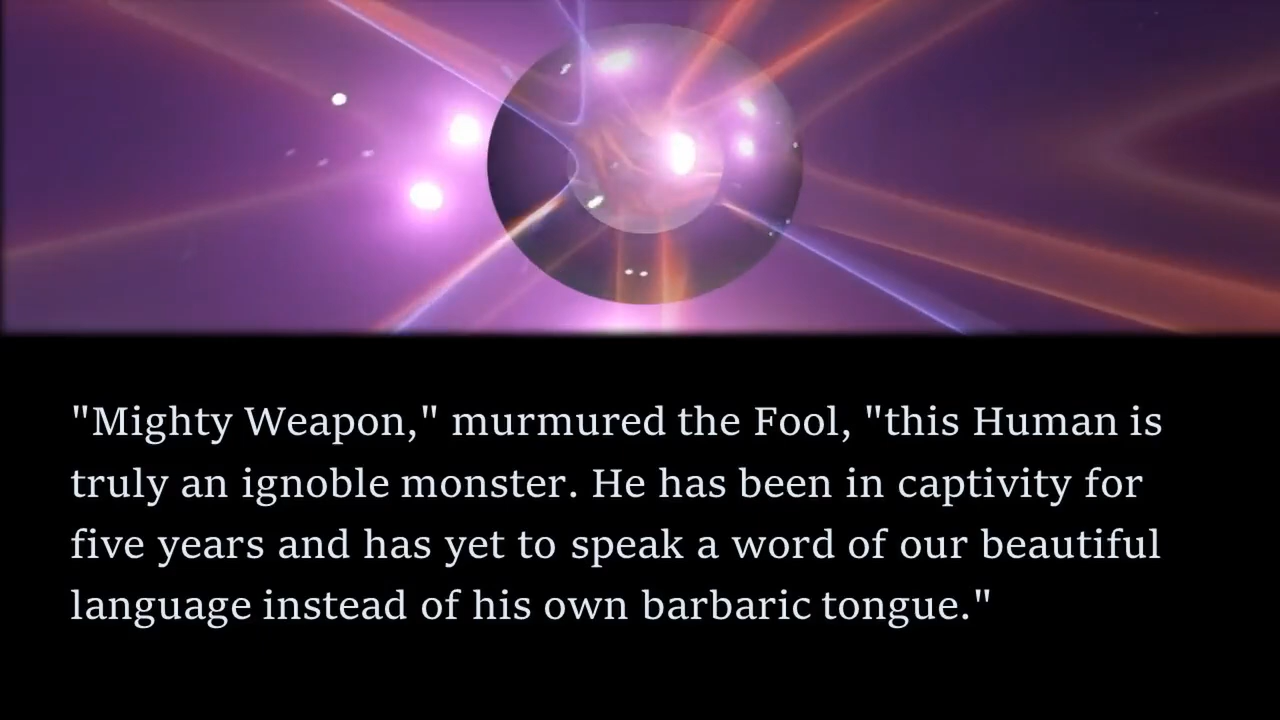 "Mighty Weapon," murmured the Fool, "this Human is
truly an ignoble monster. He has been in captivity for
five years and has yet to speak a word of our beautiful
language instead of his own barbaric tongue."